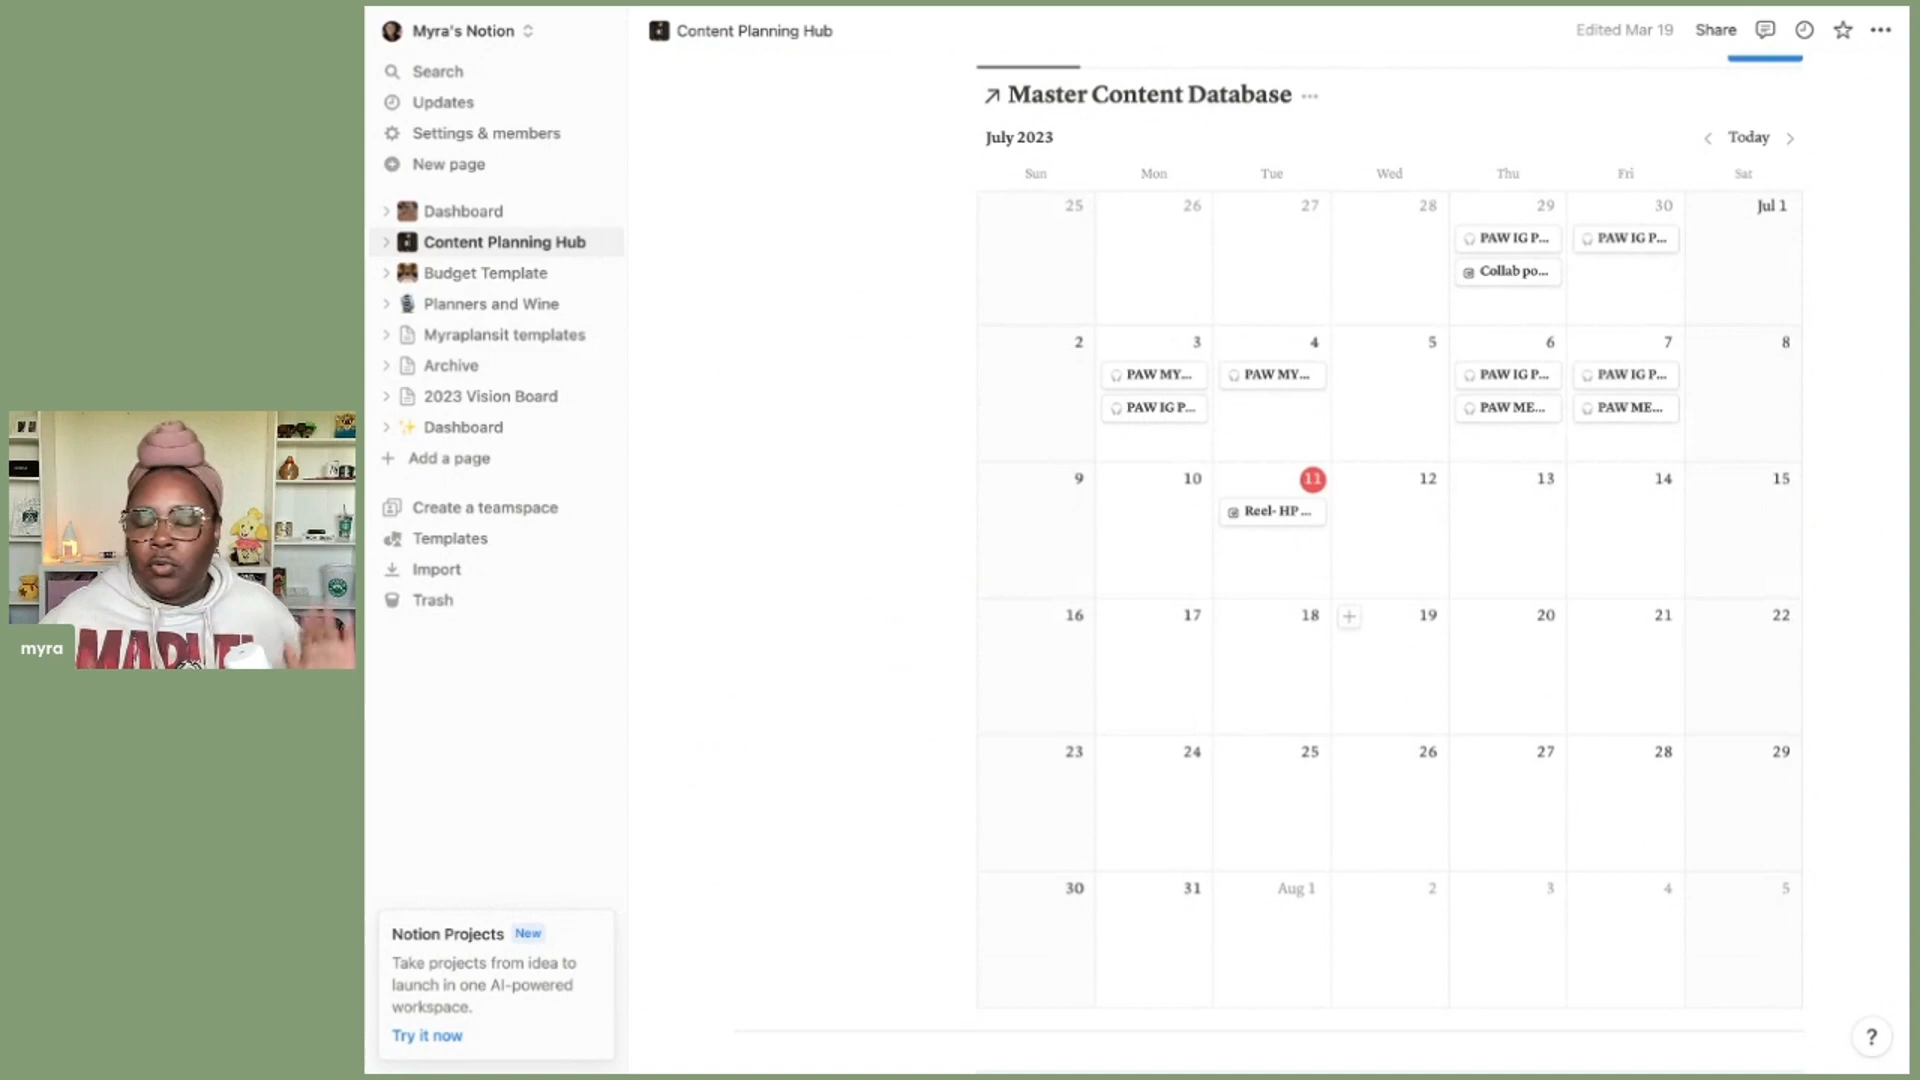 Myra's Notion
Search
Updates
Settings & members
New page
Dashboard
Content Planning Hub
Budget Template
Planners and Wine
Myraplansit templates
Archive
2023 Vision Board
Dashboard
Add a page
Create a teamspace
Templates
Import
Trash
Notion Projects New
Take projects from idea to
launch in one AI-powered
workspace.
Try it now
myra
Content Planning Hub
Edited Mar 19 Share
Master Content Database
July 2023
Today
Sun Mon Tue Wed Thu Fri Sat
25 26 27 28 29 30 Jul 1
PAW IG P... PAW IG P...
Collab po...
2 3 4 5 6 7 8
PAW MY... PAW MY... PAW IG P... PAW IG P...
PAW IG P... PAW ME... PAW ME...
9 10 11 12 13 14 15
Reel- HP ...
16 17 18 19 20 21 22
23 24 25 26 27 28 29
30 31 Aug 1 2 3 4 5
?